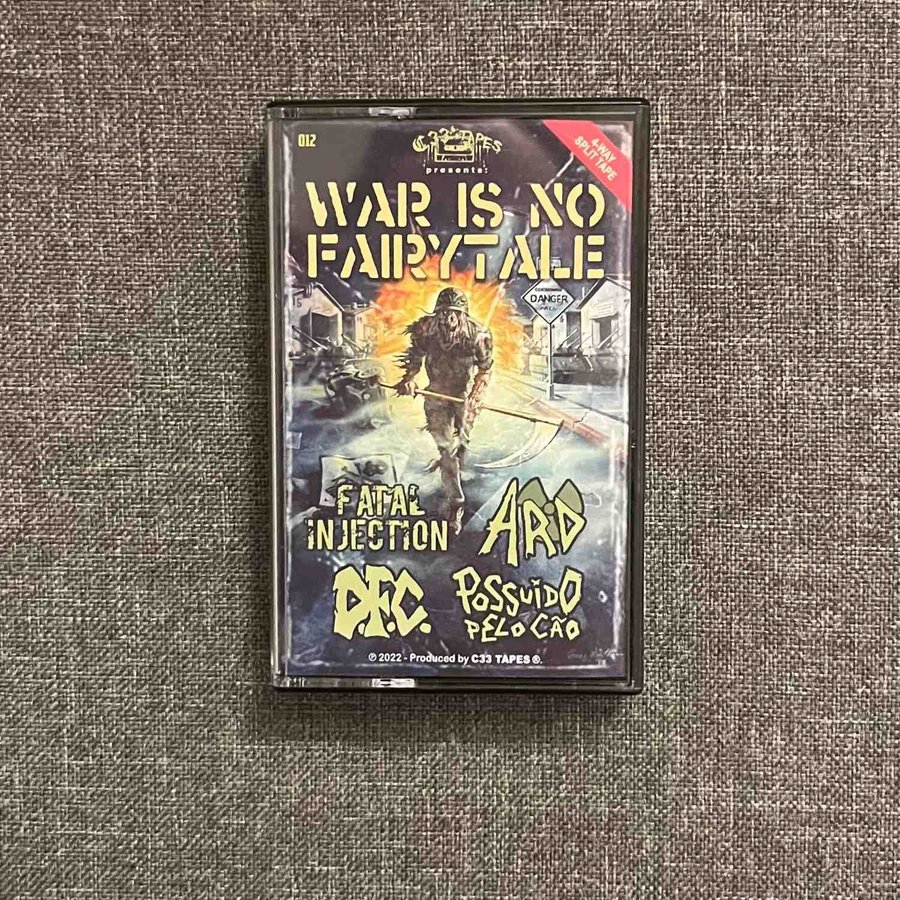 012
C33 TAPES
presents:
4-WAY
SPLIT TAPE
WAR IS NO
FAIRYTALE
DANGER
FATAL
INJECTION
ARD
D.F.C.
POSSUÍDO
PELO CÃO
℗ 2022 - Produced by C33 TAPES ®.